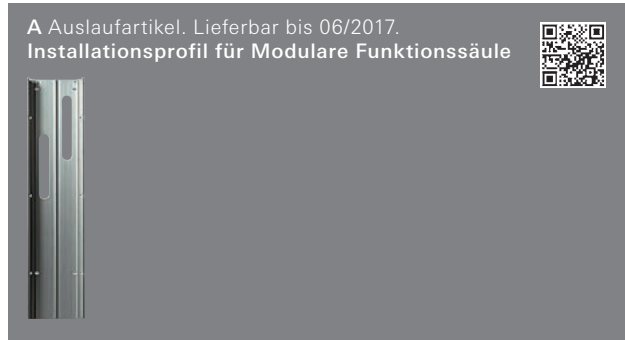 A Auslaufartikel. Lieferbar bis 06/2017.
Installationsprofil für Modulare Funktionssäule